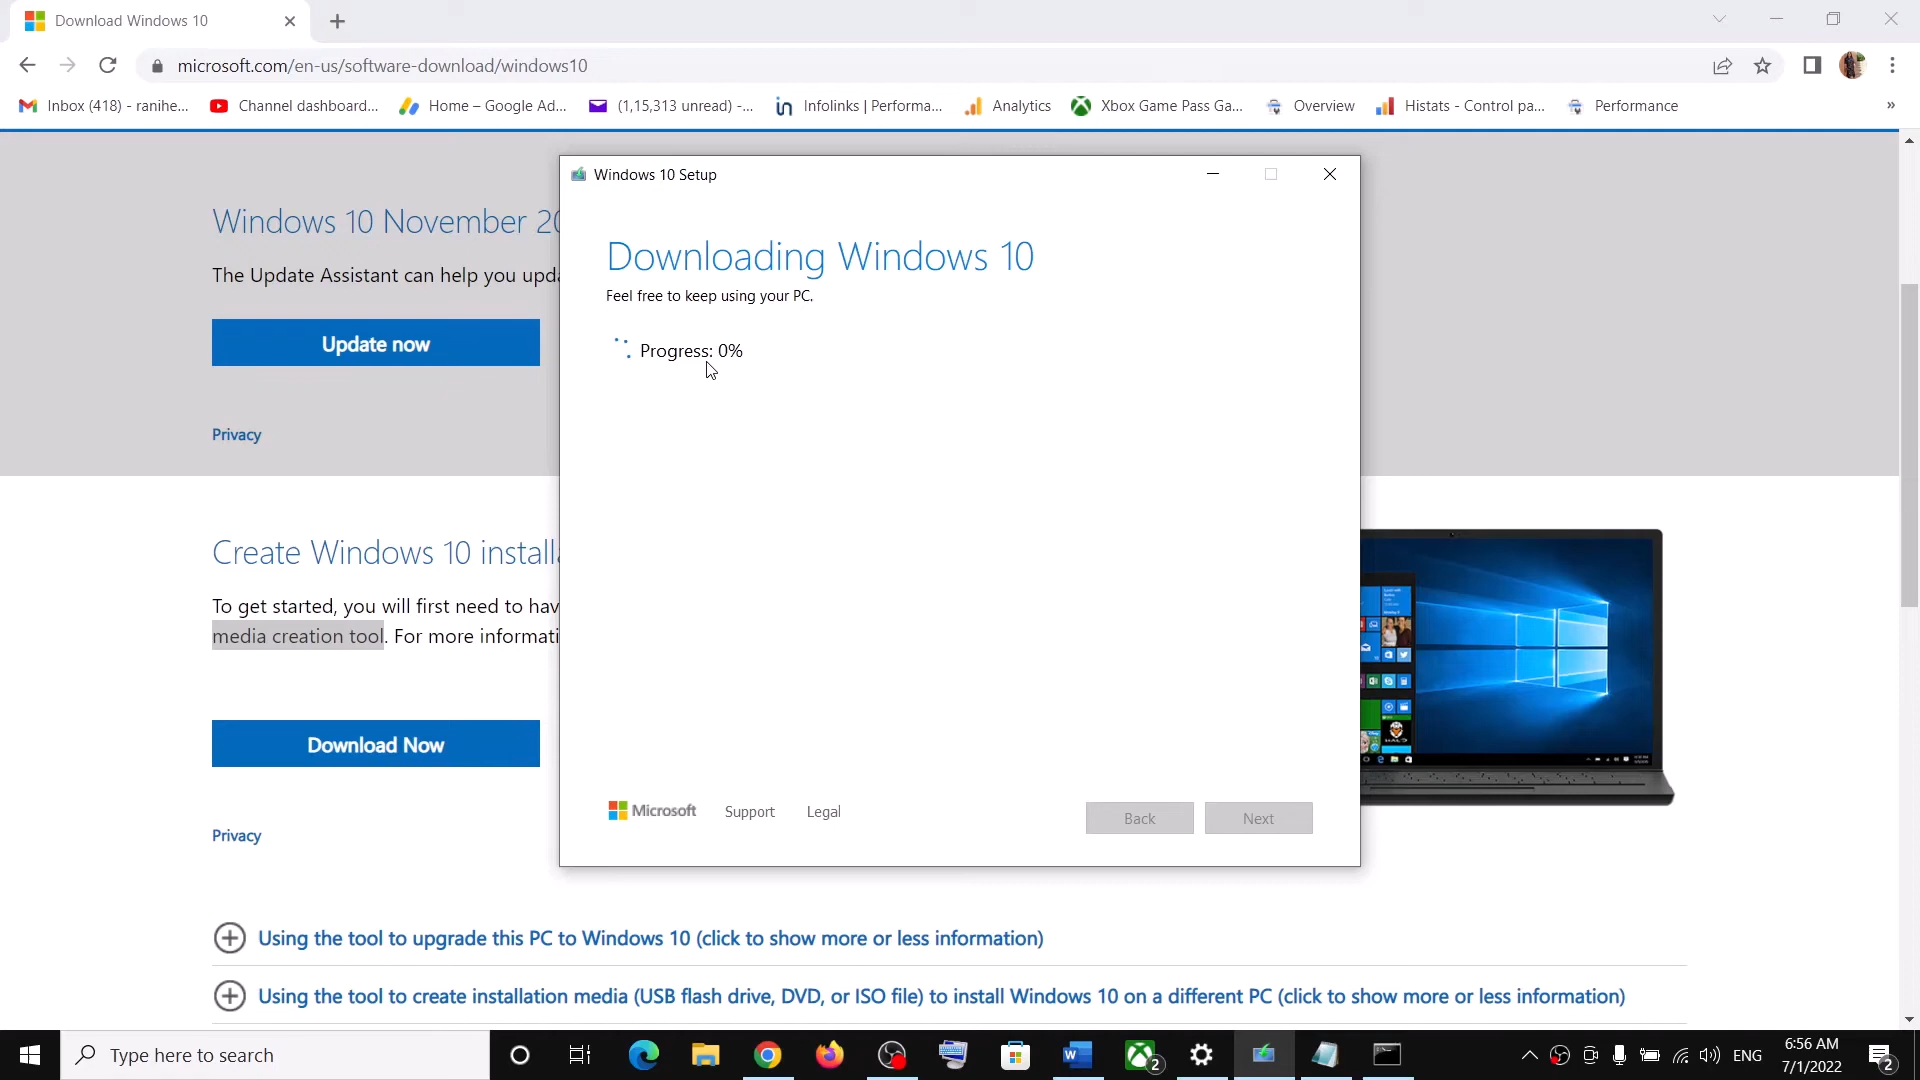 Download Windows 10
microsoft.com/en-us/software-download/windows10
Inbox (418) - ranihe...
Channel dashboard...
Home – Google Ad...
(1,15,313 unread) -...
Infolinks | Performa...
Analytics
Xbox Game Pass Ga...
Overview
Histats - Control pa...
Performance
»
Windows 10 Setup
Windows 10 November 20
The Update Assistant can help you upda
Update now
Privacy
Downloading Windows 10
Feel free to keep using your PC.
Progress: 0%
Create Windows 10 install
To get started, you will first need to hav
media creation tool. For more informati
Download Now
Privacy
Microsoft
Support
Legal
Back
Next
Using the tool to upgrade this PC to Windows 10 (click to show more or less information)
Using the tool to create installation media (USB flash drive, DVD, or ISO file) to install Windows 10 on a different PC (click to show more or less information)
Type here to search
2
ENG
6:56 AM
7/1/2022
2